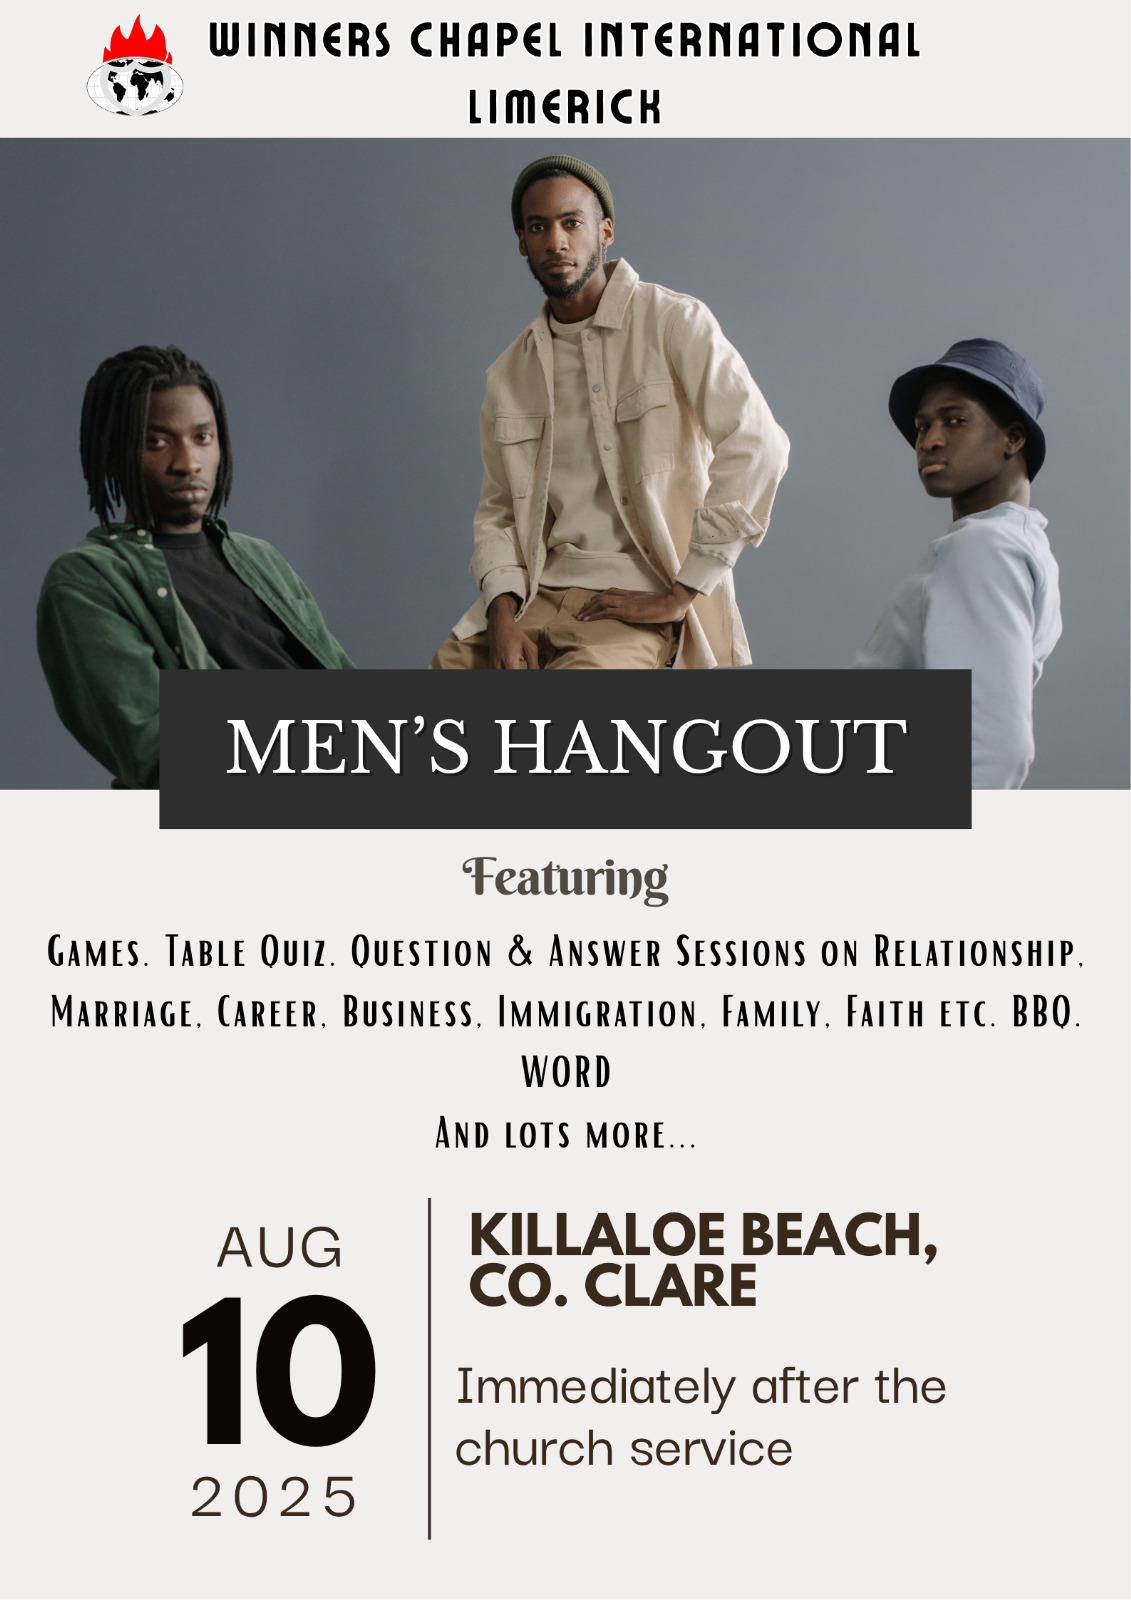 WINNERS CHAPEL INTERNATIONAL
LIMERICK
MEN'S HANGOUT
Featuring
Games. Table Quiz. Question & Answer Sessions on Relationship,
Marriage, Career, Business, Immigration, Family, Faith etc. BBQ.
WORD
And lots more...
AUG
10
2025
KILLALOE BEACH,
CO. CLARE
Immediately after the
church service